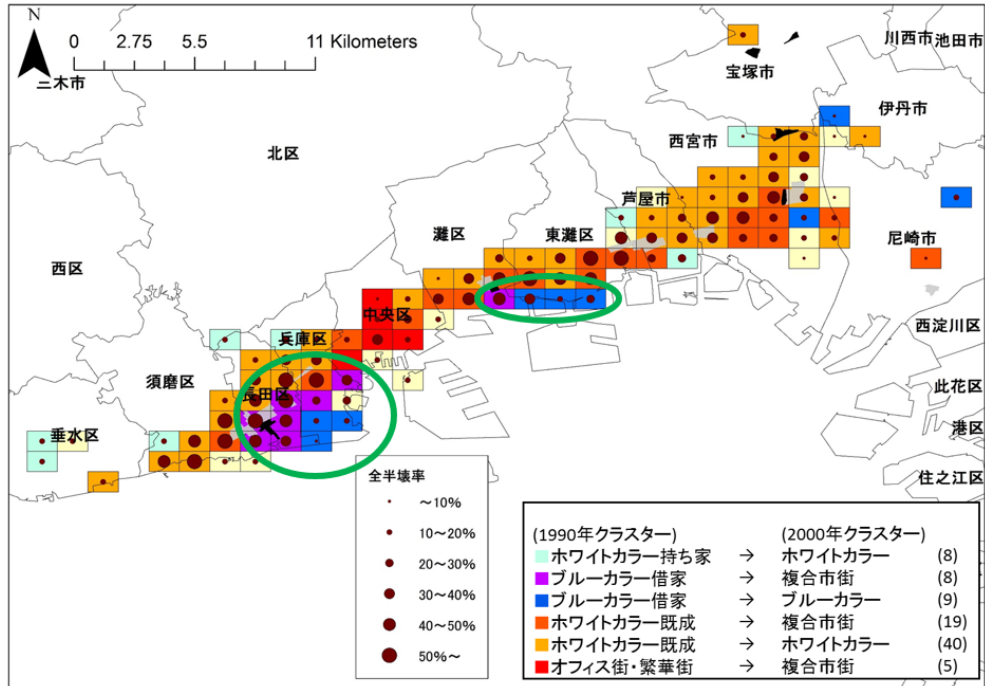 N
0 2.75 5.5 11 Kilometers
三木市
川西市
池田市
宝塚市
伊丹市
北区
西宮市
芦屋市
灘区
東灘区
尼崎市
西区
中央区
兵庫区
西淀川区
須磨区
長田区
此花区
垂水区
港区
住之江区
全半壊率
～10%
10～20%
20～30%
30～40%
40～50%
50%～
(1990年クラスター) (2000年クラスター)
ホワイトカラー持ち家 → ホワイトカラー (8)
ブルーカラー借家 → 複合市街 (8)
ブルーカラー借家 → ブルーカラー (9)
ホワイトカラー既成 → 複合市街 (19)
ホワイトカラー既成 → ホワイトカラー (40)
オフィス街・繁華街 → 複合市街 (5)